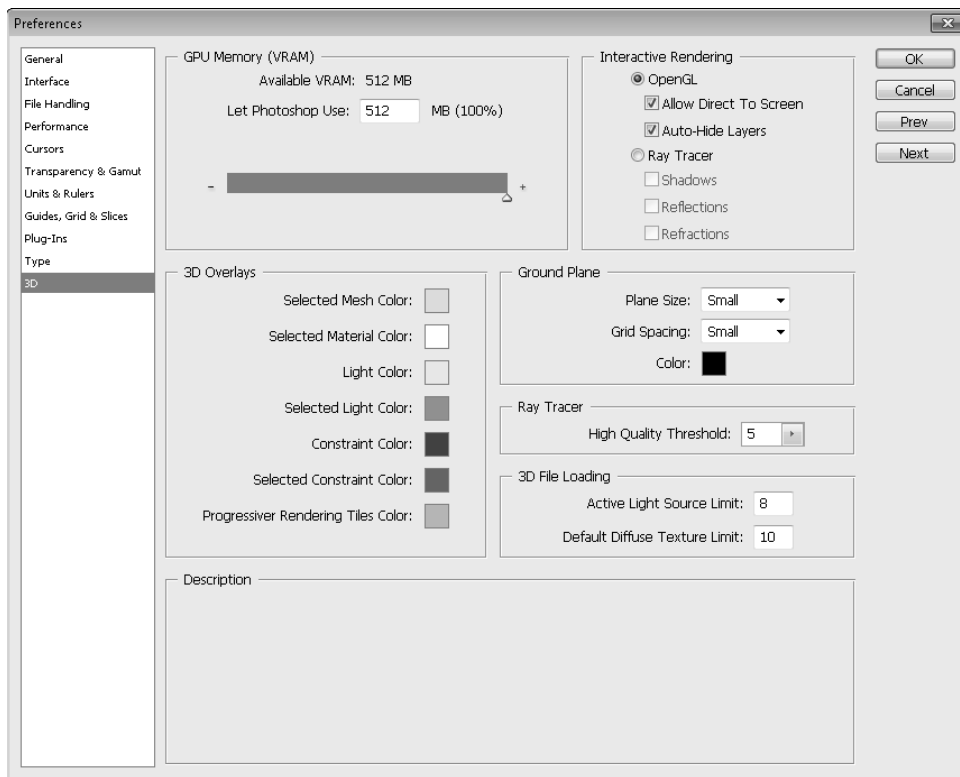 Preferences
General
Interface
File Handling
Performance
Cursors
Transparency & Gamut
Units & Rulers
Guides, Grid & Slices
Plug-Ins
Type
3D
GPU Memory (VRAM)
Available VRAM: 512 MB
Let Photoshop Use: 512 MB (100%)
- +
Interactive Rendering
OpenGL
Allow Direct To Screen
Auto-Hide Layers
Ray Tracer
Shadows
Reflections
Refractions
OK
Cancel
Prev
Next
3D Overlays
Selected Mesh Color:
Selected Material Color:
Light Color:
Selected Light Color:
Constraint Color:
Selected Constraint Color:
Progressiver Rendering Tiles Color:
Ground Plane
Plane Size: Small
Grid Spacing: Small
Color:
Ray Tracer
High Quality Threshold: 5
3D File Loading
Active Light Source Limit: 8
Default Diffuse Texture Limit: 10
Description